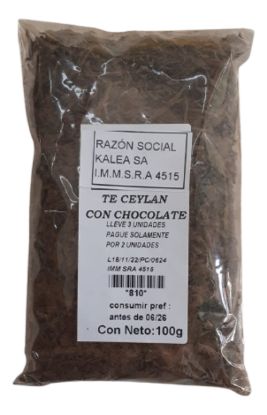 RAZÓN SOCIAL
KALEA SA
I.M.M.S.R.A 4515
TE CEYLAN
CON CHOCOLATE
LLEVE 3 UNIDADES
PAGUE SOLAMENTE
POR 2 UNIDADES
L18/11/22/PC/0624
IMM SRA 4515
*810*
consumir pref :
antes de 06/26
Con Neto:100g